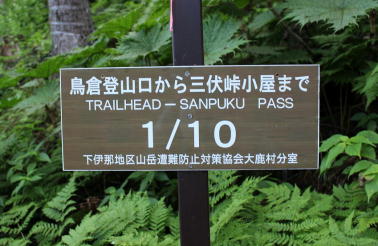 鳥倉登山口から三伏峠小屋まで
TRAILHEAD － SANPUKU PASS
1/10
下伊那地区山岳遭難防止対策協会大鹿村分室